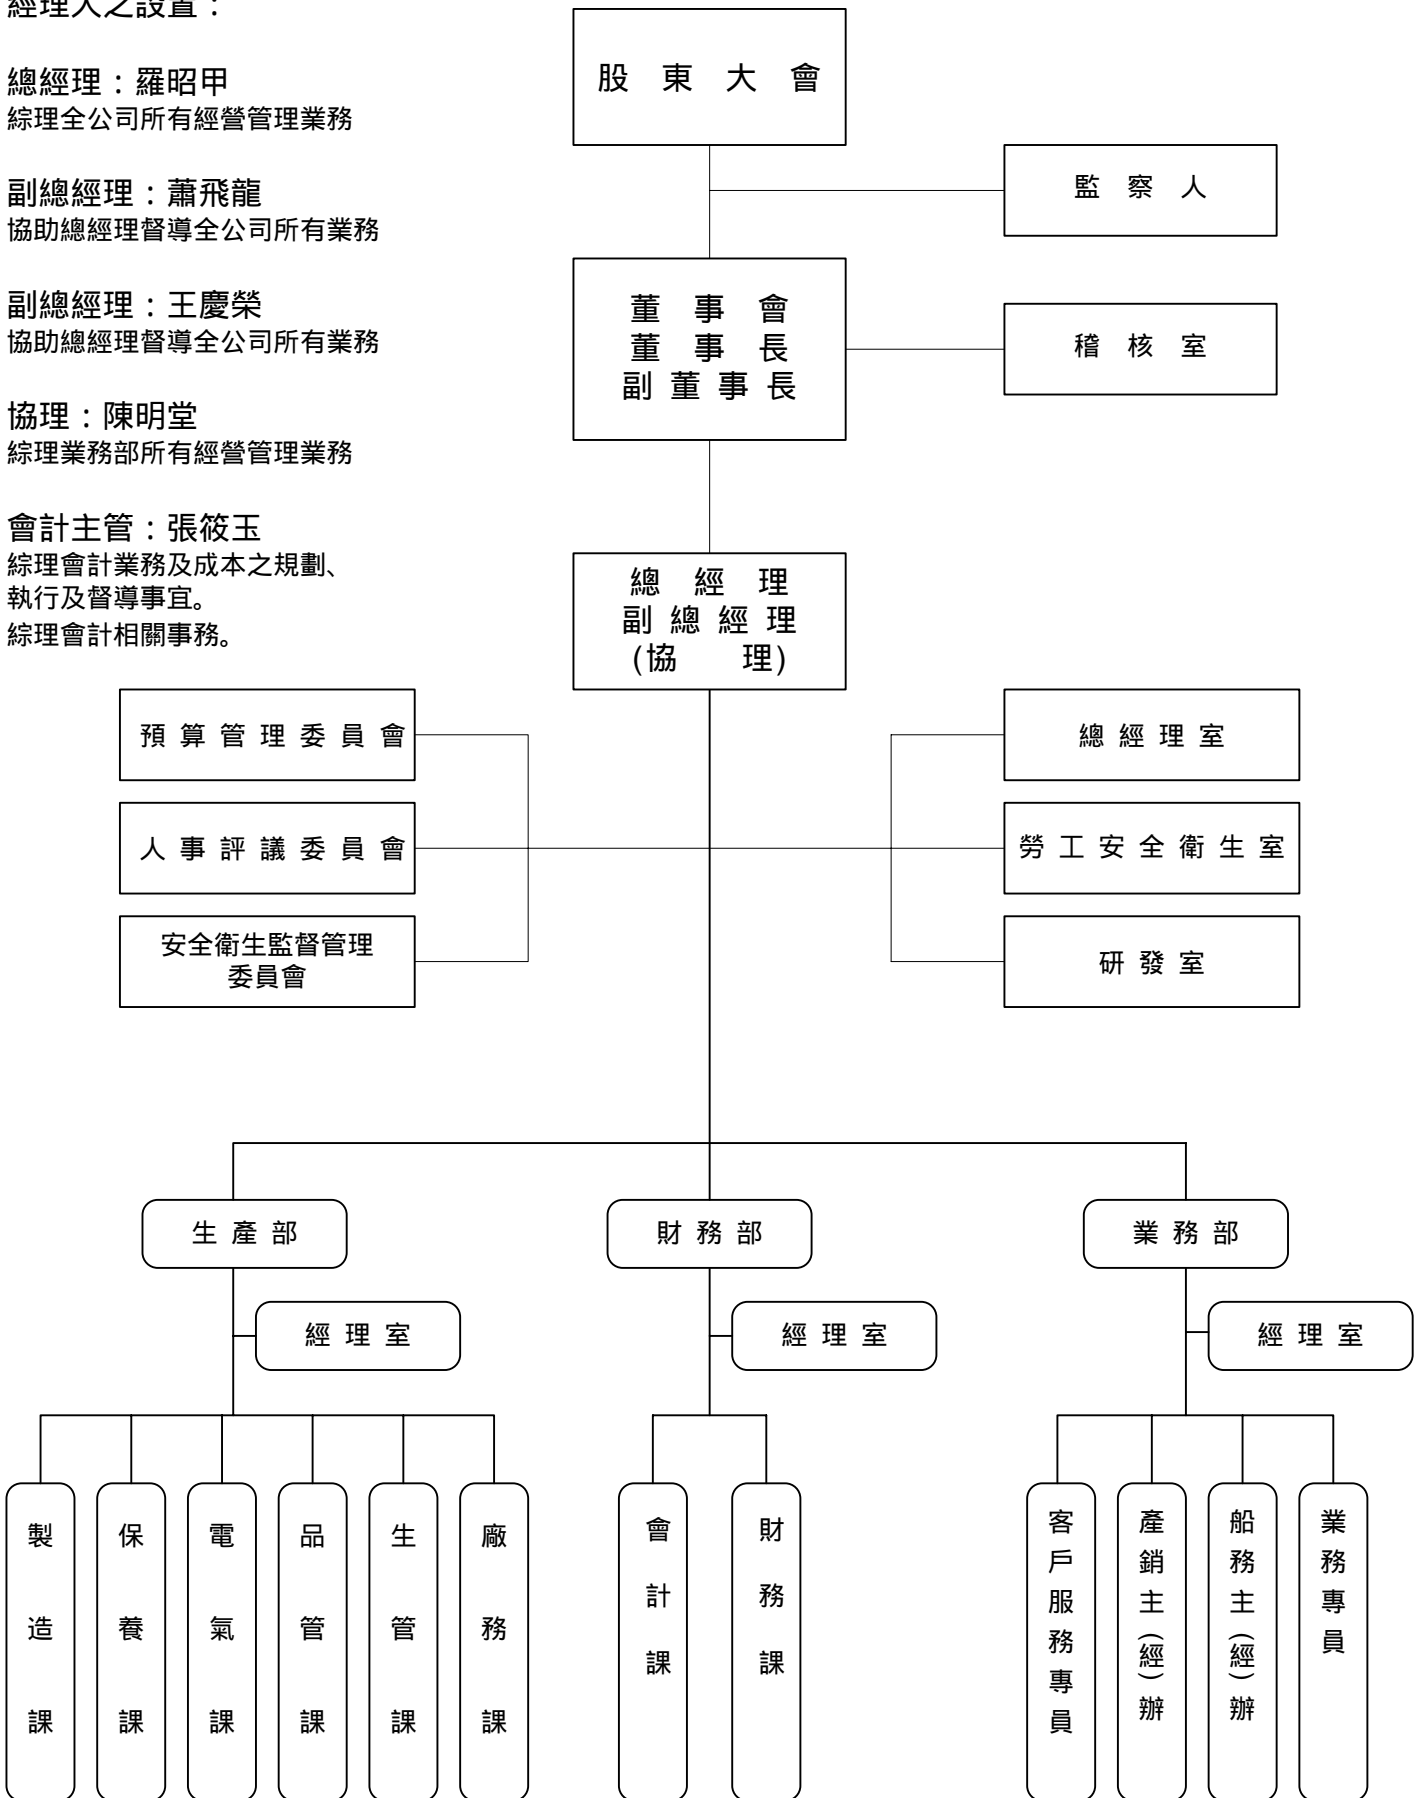 經理人之設置：
總經理：羅昭甲
綜理全公司所有經營管理業務
副總經理：蕭飛龍
協助總經理督導全公司所有業務
副總經理：王慶榮
協助總經理督導全公司所有業務
協理：陳明堂
綜理業務部所有經營管理業務
會計主管：張筱玉
綜理會計業務及成本之規劃、
執行及督導事宜。
綜理會計相關事務。
股東大會
監察人
董事會
董事長
副董事長
稽核室
總經理
副總經理
(協 理)
預算管理委員會
人事評議委員會
安全衛生監督管理
委員會
總經理室
勞工安全衛生室
研發室
生產部
財務部
業務部
經理室
經理室
經理室
製造課
保養課
電氣課
品管課
生管課
廠務課
會計課
財務課
客戶服務專員
產銷主(經)辦
船務主(經)辦
業務專員